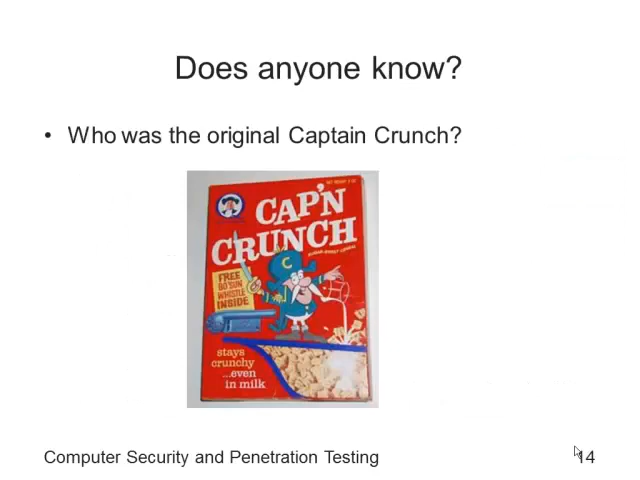 Does anyone know?
• Who was the original Captain Crunch?
CAP'N
CRUNCH
C
FREE
BO'SUN
WHISTLE
INSIDE
stays
crunchy
...even
in milk
Computer Security and Penetration Testing
14